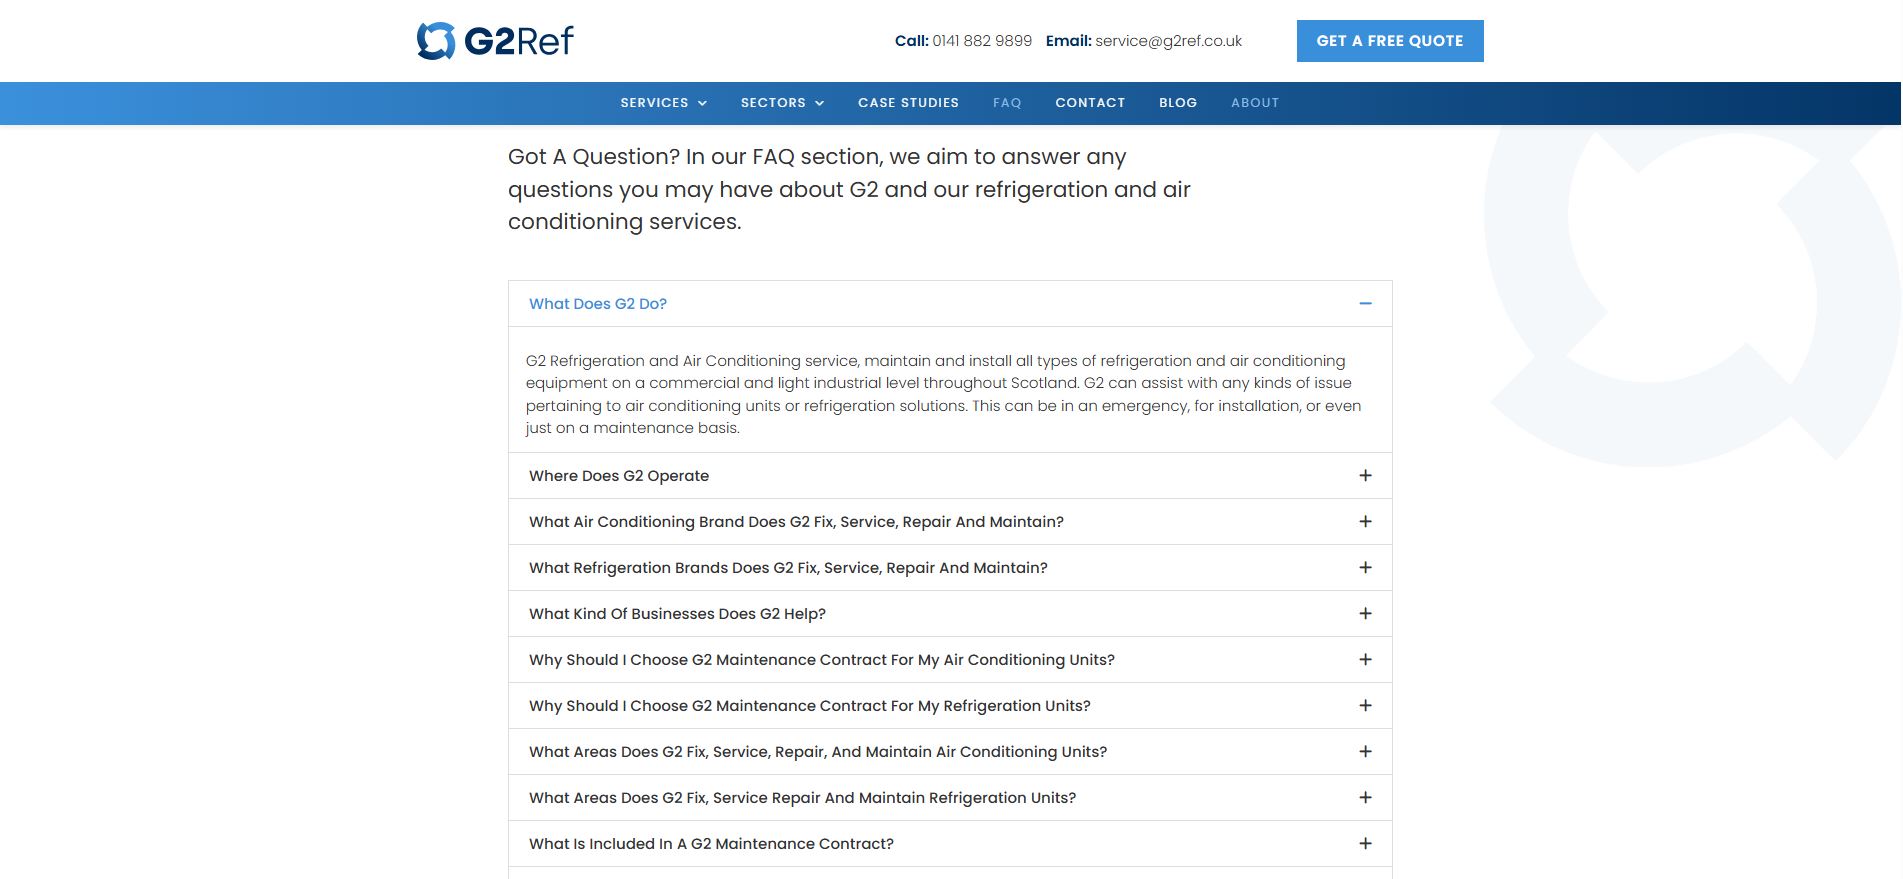 G2Ref
Call: 0141 882 9899 Email: service@g2ref.co.uk
GET A FREE QUOTE
SERVICES SECTORS CASE STUDIES FAQ CONTACT BLOG ABOUT
Got A Question? In our FAQ section, we aim to answer any
questions you may have about G2 and our refrigeration and air
conditioning services.
What Does G2 Do?
G2 Refrigeration and Air Conditioning service, maintain and install all types of refrigeration and air conditioning
equipment on a commercial and light industrial level throughout Scotland. G2 can assist with any kinds of issue
pertaining to air conditioning units or refrigeration solutions. This can be in an emergency, for installation, or even
just on a maintenance basis.
Where Does G2 Operate
What Air Conditioning Brand Does G2 Fix, Service, Repair And Maintain?
What Refrigeration Brands Does G2 Fix, Service, Repair And Maintain?
What Kind Of Businesses Does G2 Help?
Why Should I Choose G2 Maintenance Contract For My Air Conditioning Units?
Why Should I Choose G2 Maintenance Contract For My Refrigeration Units?
What Areas Does G2 Fix, Service, Repair, And Maintain Air Conditioning Units?
What Areas Does G2 Fix, Service Repair And Maintain Refrigeration Units?
What Is Included In A G2 Maintenance Contract?